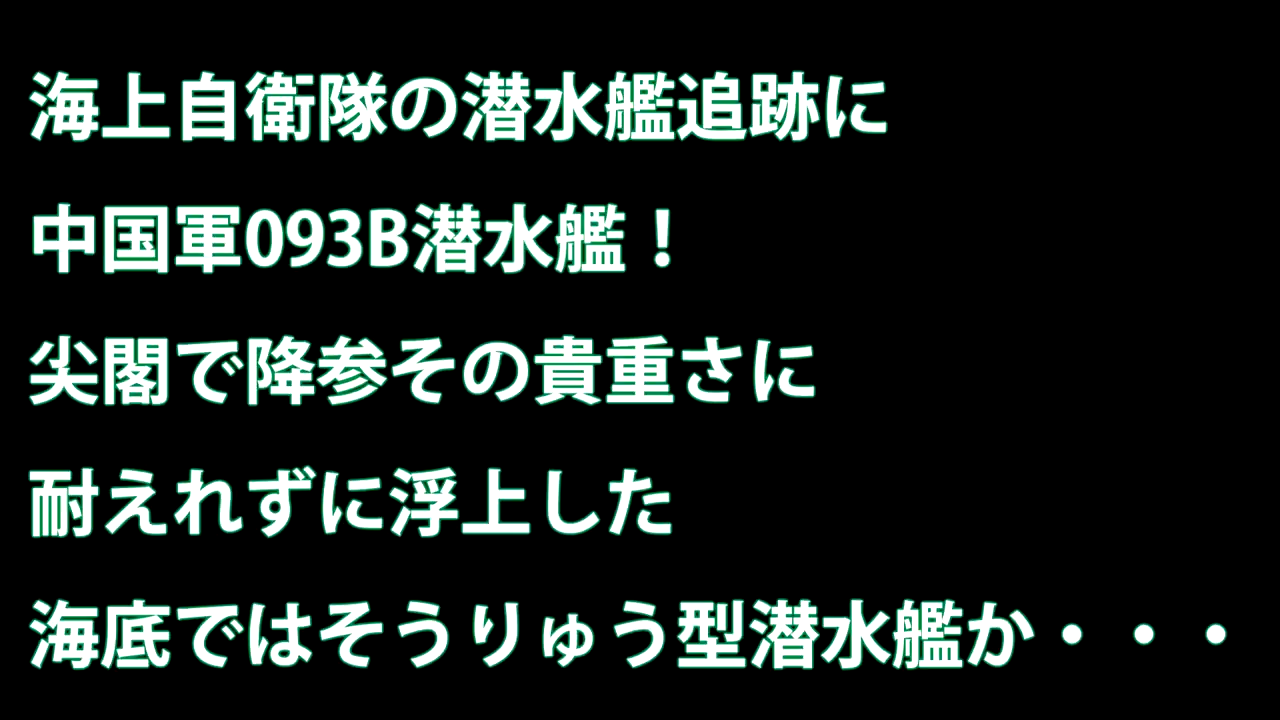 海上自衛隊の潜水艦追跡に
中国軍093B潜水艦！
尖閣で降参その貴重さに
耐えれずに浮上した
海底ではそうりゅう型潜水艦か・・・